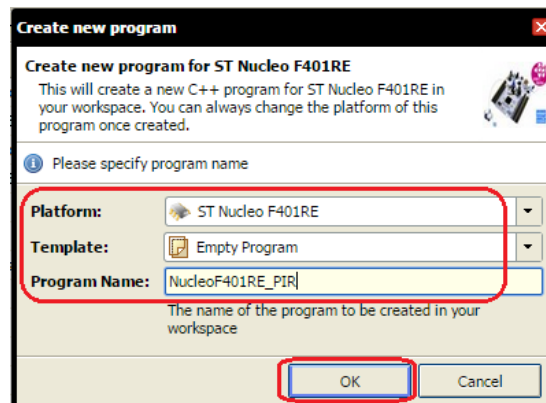 Create new program
Create new program for ST Nucleo F401RE
This will create a new C++ program for ST Nucleo F401RE in
your workspace. You can always change the platform of this
program once created.
Please specify program name
Platform: ST Nucleo F401RE
Template: Empty Program
Program Name: NucleoF401RE_PIR
The name of the program to be created in your
workspace
OK Cancel